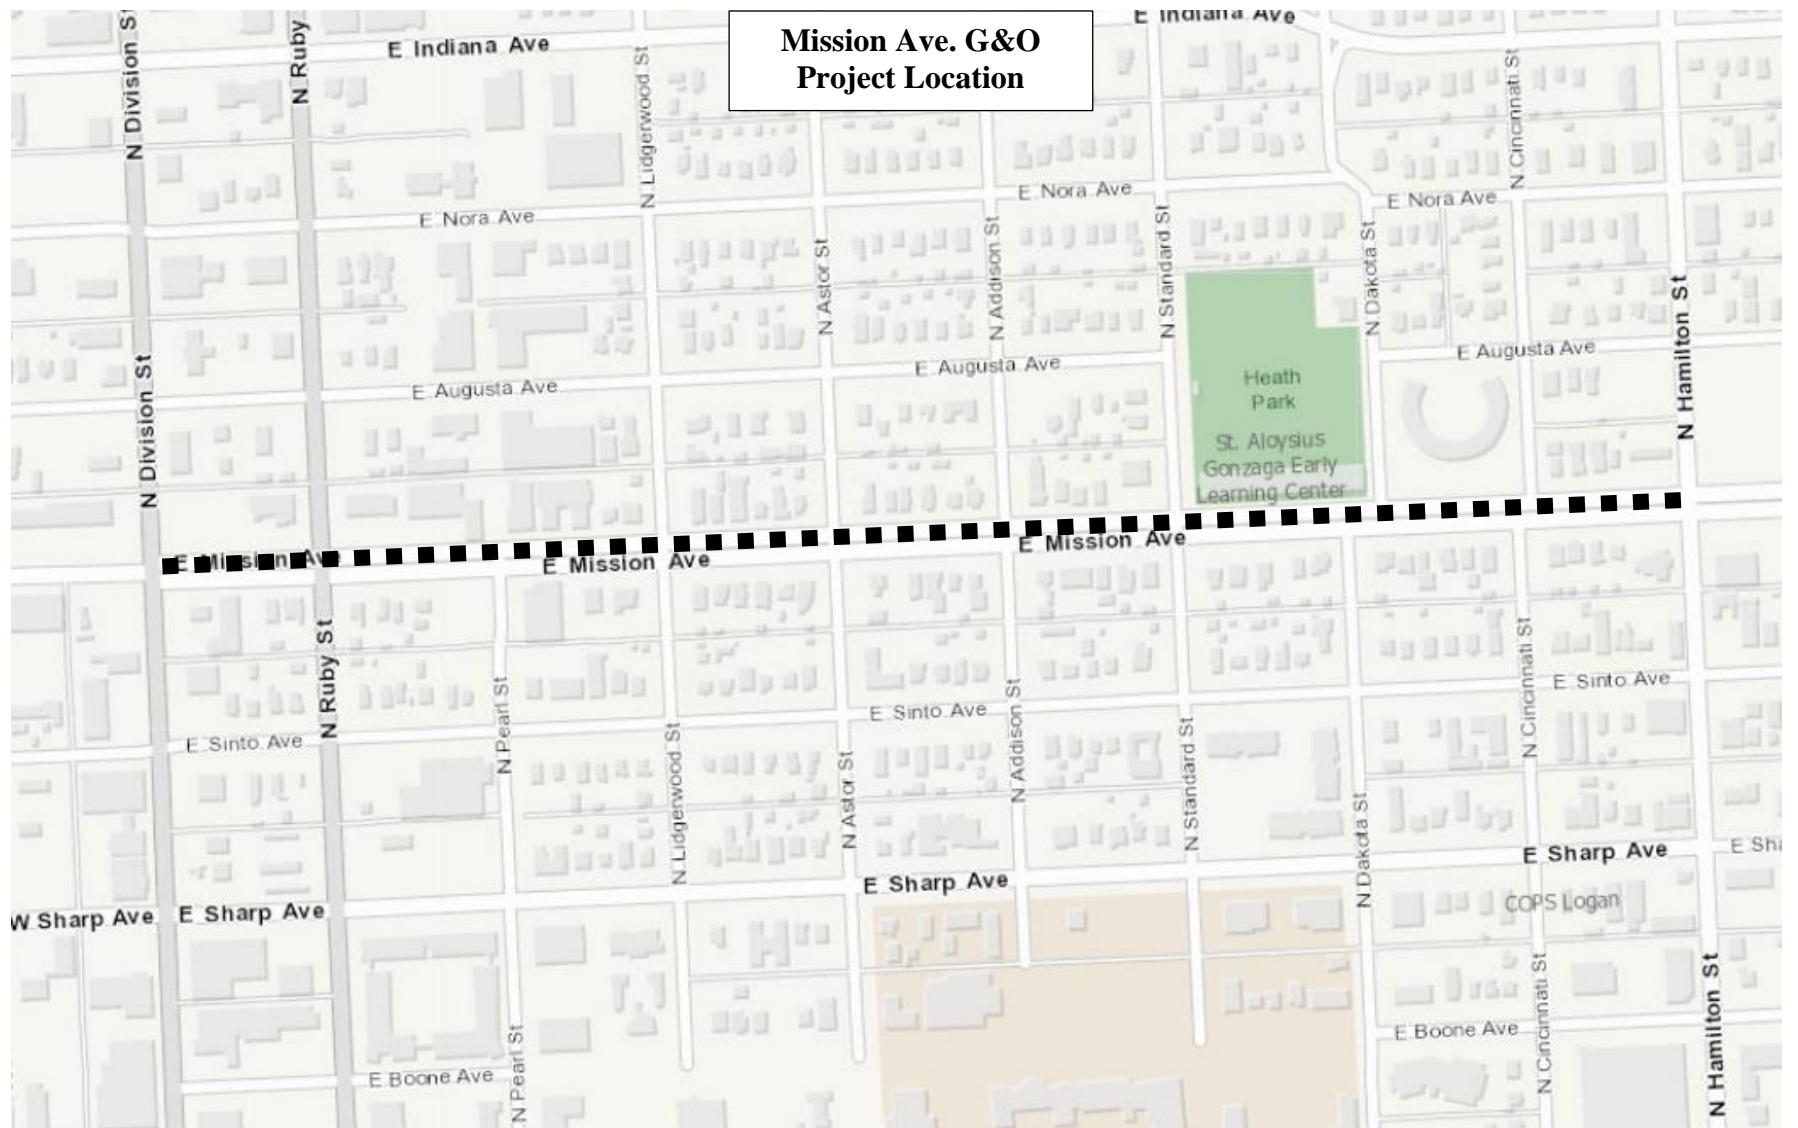 Mission Ave. G&O
Project Location
E Indiana Ave
E Indiana Ave
N Division St
N Ruby
N Lidgerwood St
N Cincinnati St
E Nora Ave
E Nora Ave
E Nora Ave
N Astor St
N Addison St
N Standard St
N Dakota St
N Hamilton St
E Augusta Ave
E Augusta Ave
E Augusta Ave
Heath
Park
St. Aloysius
Gonzaga Early
Learning Center
N Division St
E Mission Ave
E Mission Ave
E Mission Ave
N Ruby St
N Pearl St
N Lidgerwood St
N Astor St
N Addison St
N Standard St
N Dakota St
N Cincinnati St
E Sinto Ave
E Sinto Ave
E Sinto Ave
W Sharp Ave
E Sharp Ave
E Sharp Ave
E Sharp Ave
E Sha
COPS Logan
N Pearl St
N Cincinnati St
N Hamilton St
E Boone Ave
E Boone Ave